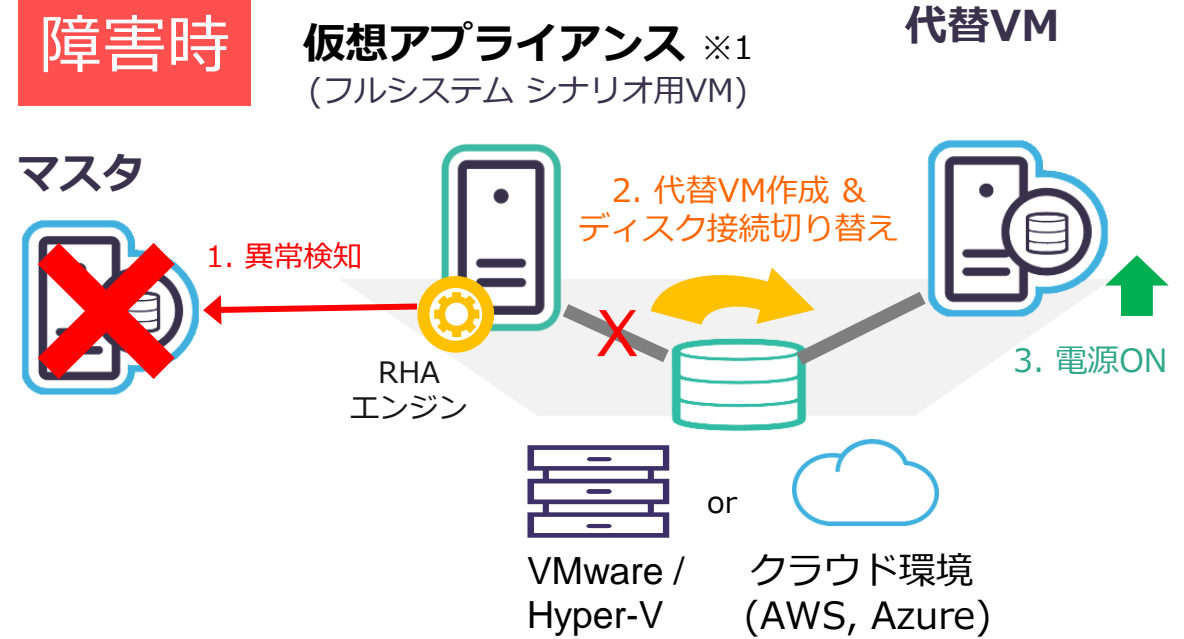 障害時
仮想アプライアンス ※1
(フルシステム シナリオ用VM)
代替VM
マスタ
1. 異常検知
2. 代替VM作成 &
ディスク接続切り替え
X
3. 電源ON
RHA
エンジン
or
VMware /
Hyper-V
クラウド環境
(AWS, Azure)